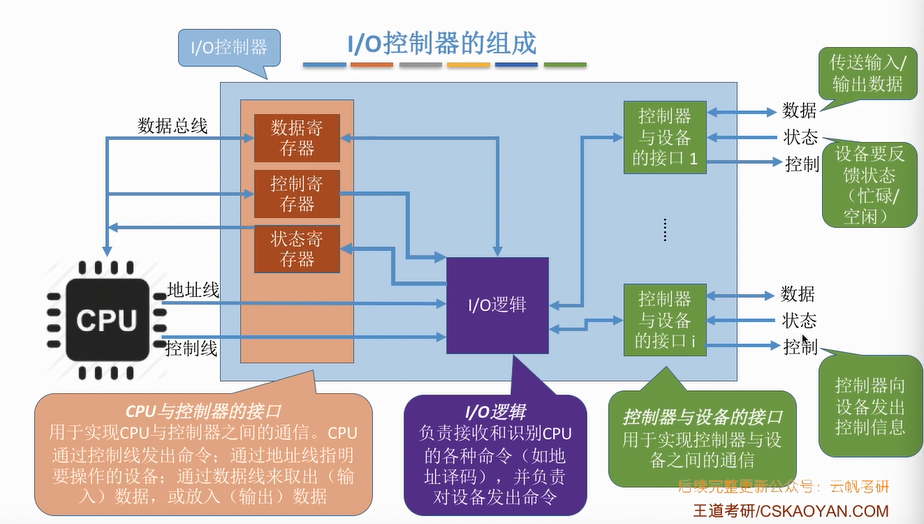 I/O控制器的组成
I/O控制器
传送输入/
输出数据
数据总线
数据寄
存器
控制器
与设备
的接口 1
数据
状态
控制
控制寄
存器
设备要反
馈状态
（忙碌/
空闲）
状态寄
存器
......
地址线
I/O逻辑
控制器
与设备
的接口 i
数据
状态
控制
CPU
控制线
CPU与控制器的接口
用于实现CPU与控制器之间的通信。CPU
通过控制线发出命令；通过地址线指明
要操作的设备；通过数据线来取出（输
入）数据，或放入（输出）数据
I/O逻辑
负责接收和识别CPU
的各种命令（如地
址译码），并负责
对设备发出命令
控制器与设备的接口
用于实现控制器与设
备之间的通信
控制器向
设备发出
控制信息
后续完整更新公众号：云帆考研
王道考研/CSKAOYAN.COM